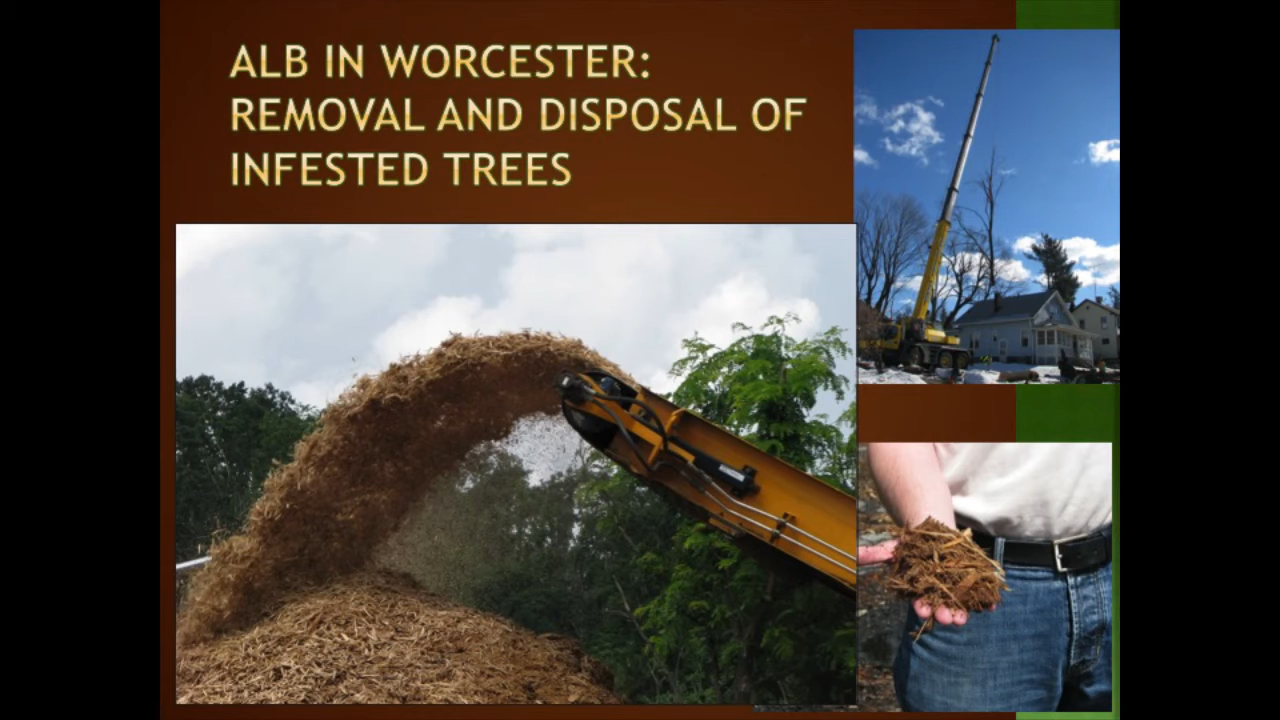 ALB IN WORCESTER:
REMOVAL AND DISPOSAL OF
INFESTED TREES